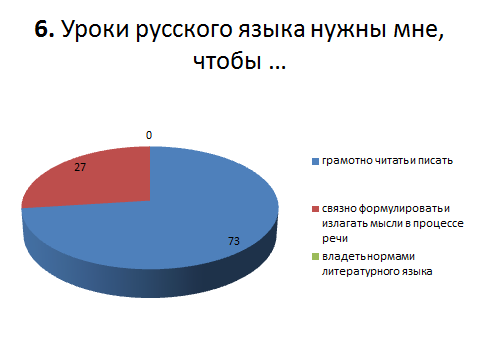 6. Уроки русского языка нужны мне,
чтобы ...
0
27
73
грамотно читать и писать
связно формулировать и
излагать мысли в процессе
речи
владеть нормами
литературного языка